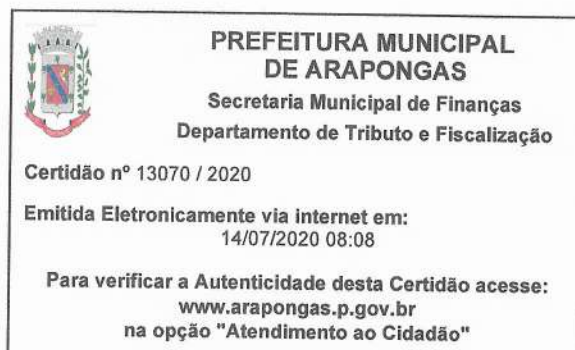 PREFEITURA MUNICIPAL
DE ARAPONGAS
Secretaria Municipal de Finanças
Departamento de Tributo e Fiscalização
Certidão nº 13070 / 2020
Emitida Eletronicamente via internet em:
14/07/2020 08:08
Para verificar a Autenticidade desta Certidão acesse:
www.arapongas.p.gov.br
na opção "Atendimento ao Cidadão"